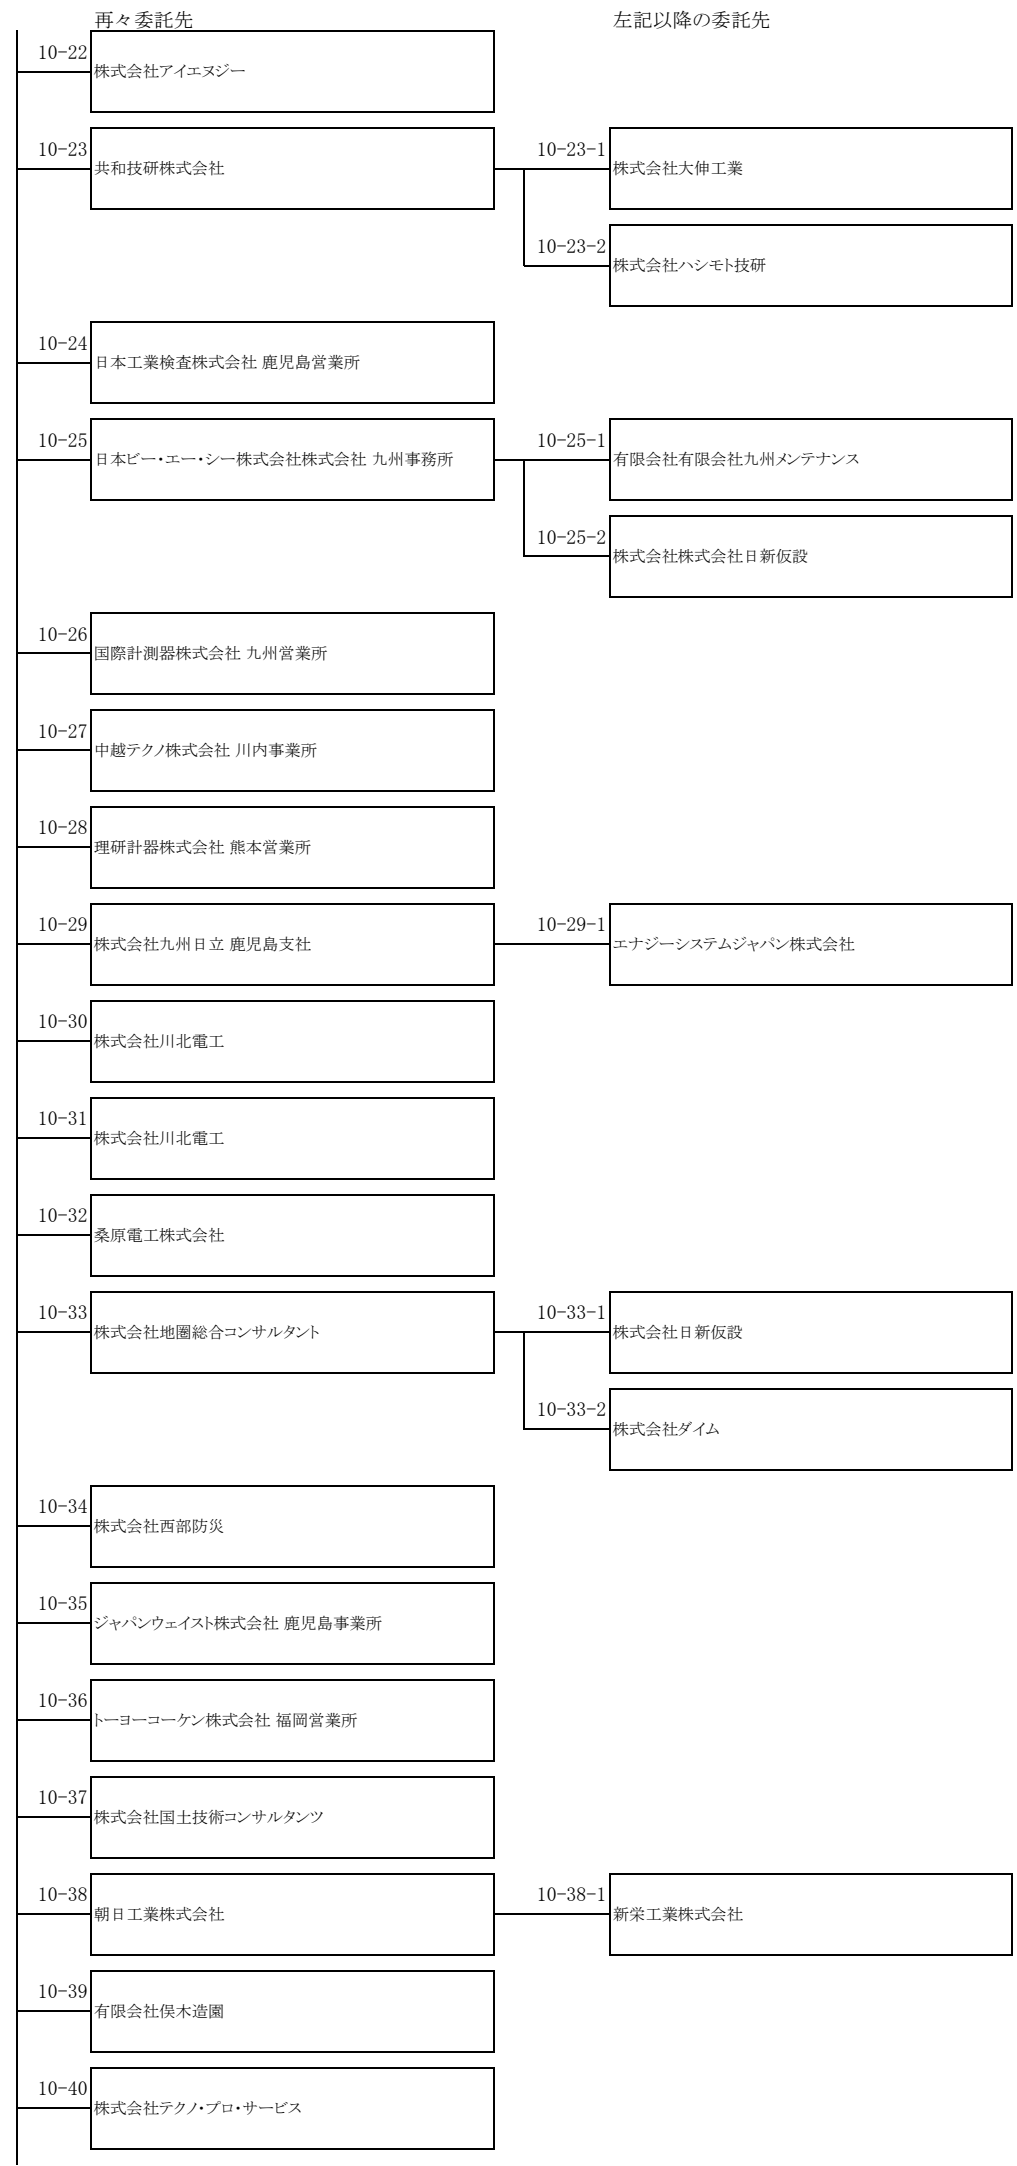 再々委託先
左記以降の委託先
10-22
株式会社アイエヌジー
10-23
共和技研株式会社
10-23-1
株式会社大伸工業
10-23-2
株式会社ハシモト技研
10-24
日本工業検査株式会社 鹿児島営業所
10-25
日本ビー・エー・シー株式会社株式会社 九州事務所
10-25-1
有限会社有限会社九州メンテナンス
10-25-2
株式会社株式会社日新仮設
10-26
国際計測器株式会社 九州営業所
10-27
中越テクノ株式会社 川内事業所
10-28
理研計器株式会社 熊本営業所
10-29
株式会社九州日立 鹿児島支社
10-29-1
エナジーシステムジャパン株式会社
10-30
株式会社川北電工
10-31
株式会社川北電工
10-32
桑原電工株式会社
10-33
株式会社地圏総合コンサルタント
10-33-1
株式会社日新仮設
10-33-2
株式会社ダイム
10-34
株式会社西部防災
10-35
ジャパンウェイスト株式会社 鹿児島事業所
10-36
トーヨーコーケン株式会社 福岡営業所
10-37
株式会社国土技術コンサルタンツ
10-38
朝日工業株式会社
10-38-1
新栄工業株式会社
10-39
有限会社俣木造園
10-40
株式会社テクノ・プロ・サービス